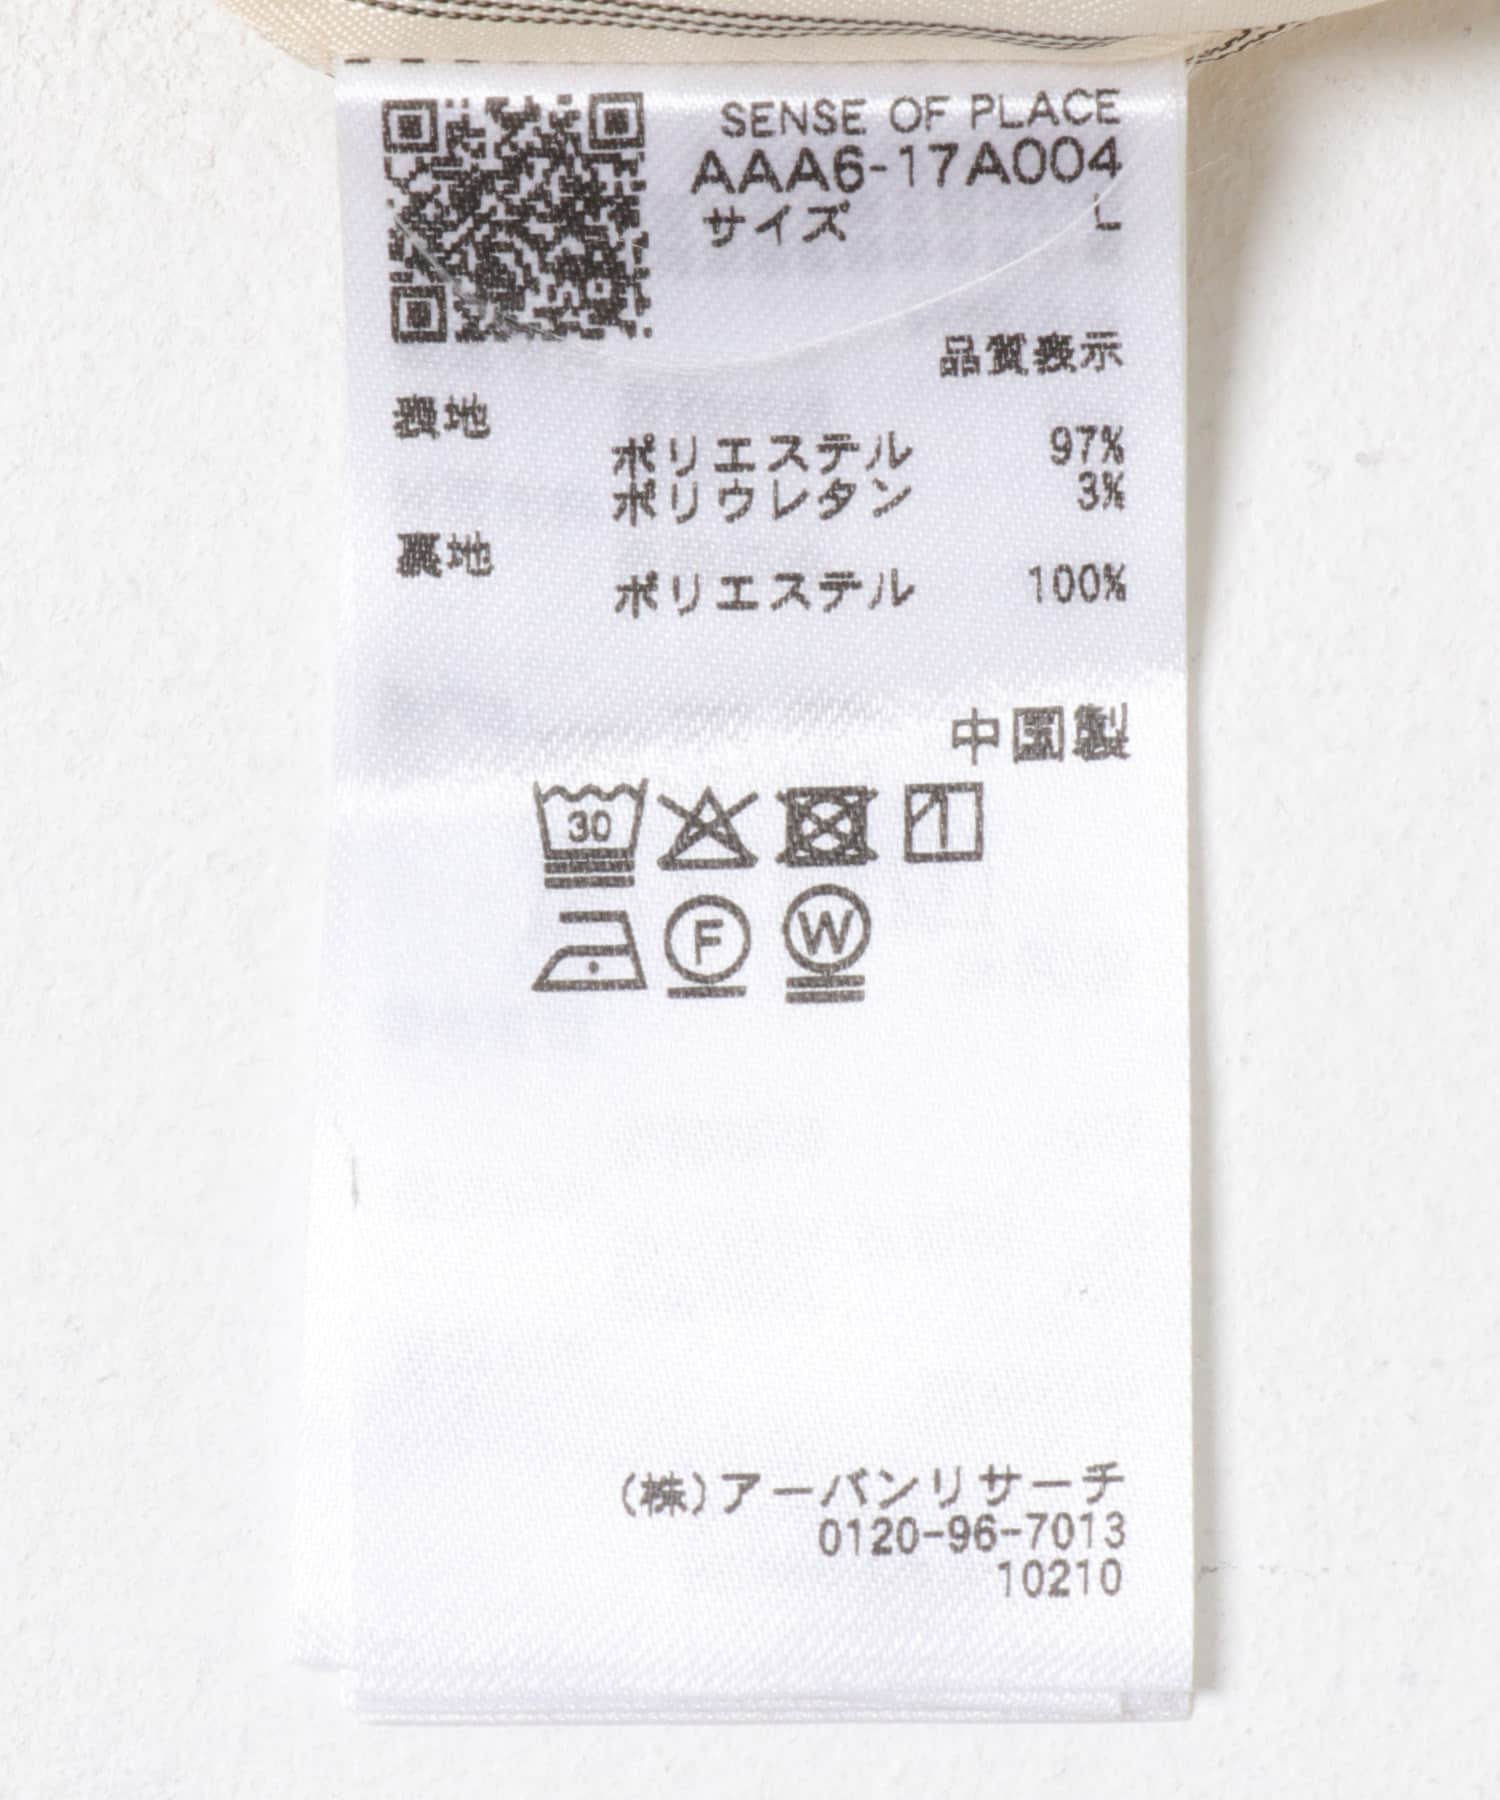 SENSE OF PLACE
AAA6-17A004
サイズ L
品質表示
表地
ポリエステル 97%
ポリウレタン 3%
裏地
ポリエステル 100%
中国製
30
F W
(株)アーバンリサーチ
0120-96-7013
10210